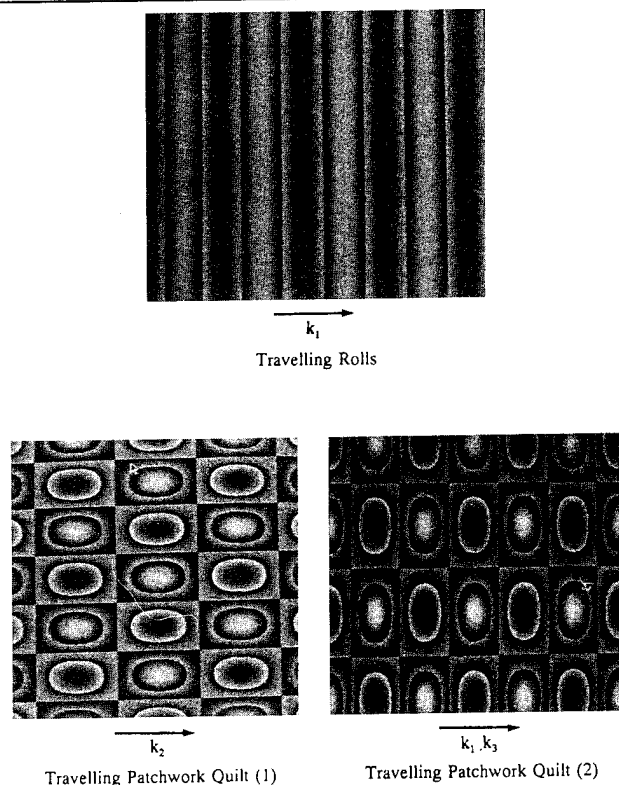 k₁
Travelling Rolls
k₂
k₁ , k₃
Travelling Patchwork Quilt (1)
Travelling Patchwork Quilt (2)